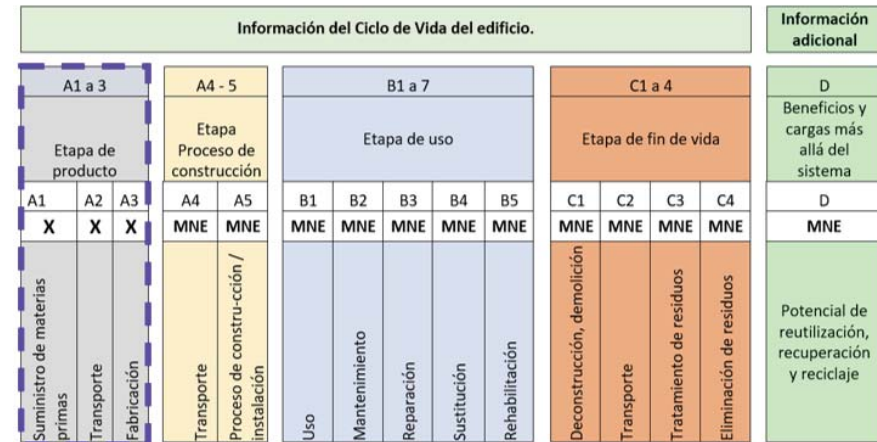 Información del Ciclo de Vida del edificio.
Información
adicional
A1 a 3
A4 - 5
B1 a 7
C1 a 4
D
Etapa de
producto
Etapa
Proceso de
construcción
Etapa de uso
Etapa de fin de vida
Beneficios y
cargas más
allá del
sistema
A1 A2 A3 A4 A5 B1 B2 B3 B4 B5 C1 C2 C3 C4 D
X X X MNE MNE MNE MNE MNE MNE MNE MNE MNE MNE MNE MNE
Suministro de materias
primas
Transporte
Fabricación
Transporte
Proceso de constru-cción /
instalación
Uso
Mantenimiento
Reparación
Sustitución
Rehabilitación
Deconstrucción, demolición
Transporte
Tratamiento de residuos
Eliminación de residuos
Potencial de
reutilización,
recuperación
y reciclaje